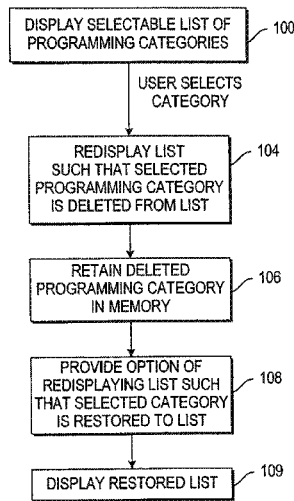 DISPLAY SELECTABLE LIST OF
PROGRAMMING CATEGORIES
100
USER SELECTS
CATEGORY
REDISPLAY LIST
SUCH THAT SELECTED
PROGRAMMING CATEGORY
IS DELETED FROM LIST
104
RETAIN DELETED
PROGRAMMING CATEGORY
IN MEMORY
106
PROVIDE OPTION OF
REDISPLAYING LIST SUCH
THAT SELECTED CATEGORY
IS RESTORED TO LIST
108
DISPLAY RESTORED LIST
109